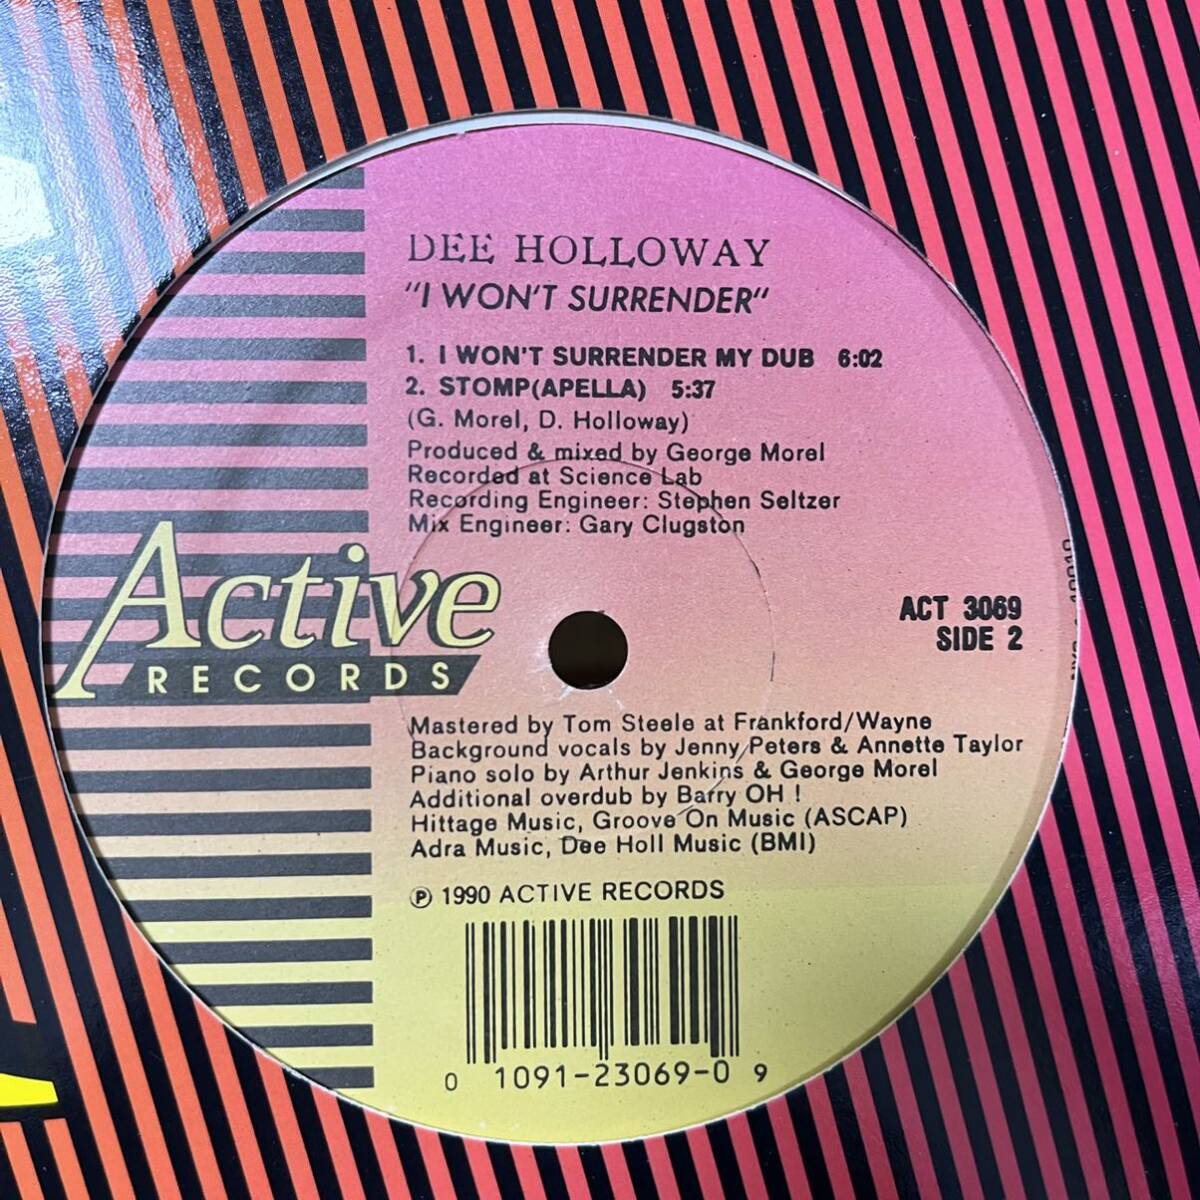 DEE HOLLOWAY
"I WON'T SURRENDER"
1. I WON'T SURRENDER MY DUB 6:02
2. STOMP(APELLA) 5:37
(G. Morel, D. Holloway)
Produced & mixed by George Morel
Recorded at Science Lab
Recording Engineer: Stephen Seltzer
Mix Engineer: Gary Clugston
Active
RECORDS
ACT 3069
SIDE 2
Mastered by Tom Steele at Frankford/Wayne
Background vocals by Jenny Peters & Annette Taylor
Piano solo by Arthur Jenkins & George Morel
Additional overdub by Barry OH !
Hittage Music, Groove On Music (ASCAP)
Adra Music, Dee Holl Music (BMI)
℗ 1990 ACTIVE RECORDS
0 1091-23069-0 9